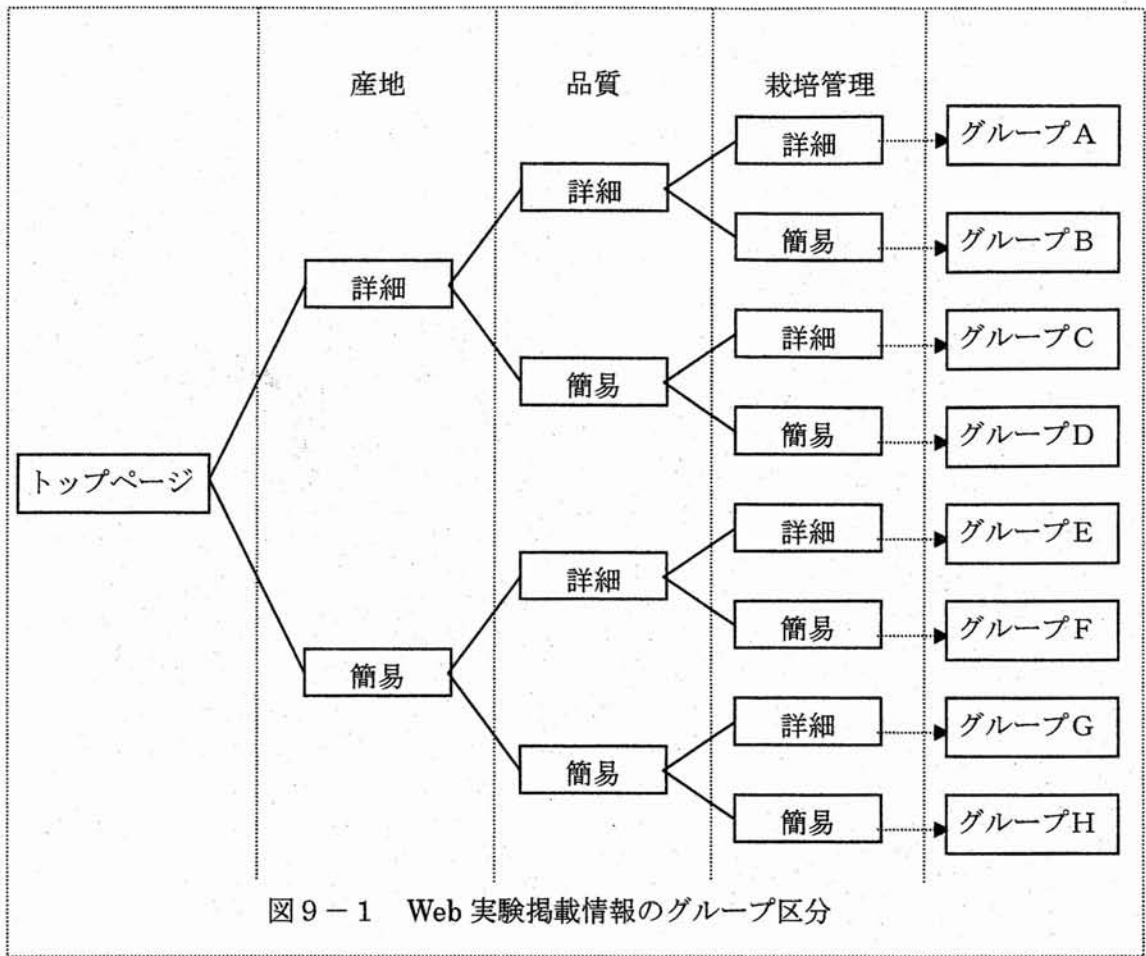 産地 品質 栽培管理
詳細 グループA
詳細
簡易 グループB
詳細
詳細 グループC
簡易
簡易 グループD
トップページ
詳細 グループE
詳細
簡易 グループF
簡易
詳細 グループG
簡易
簡易 グループH
図9-1 Web 実験掲載情報のグループ区分